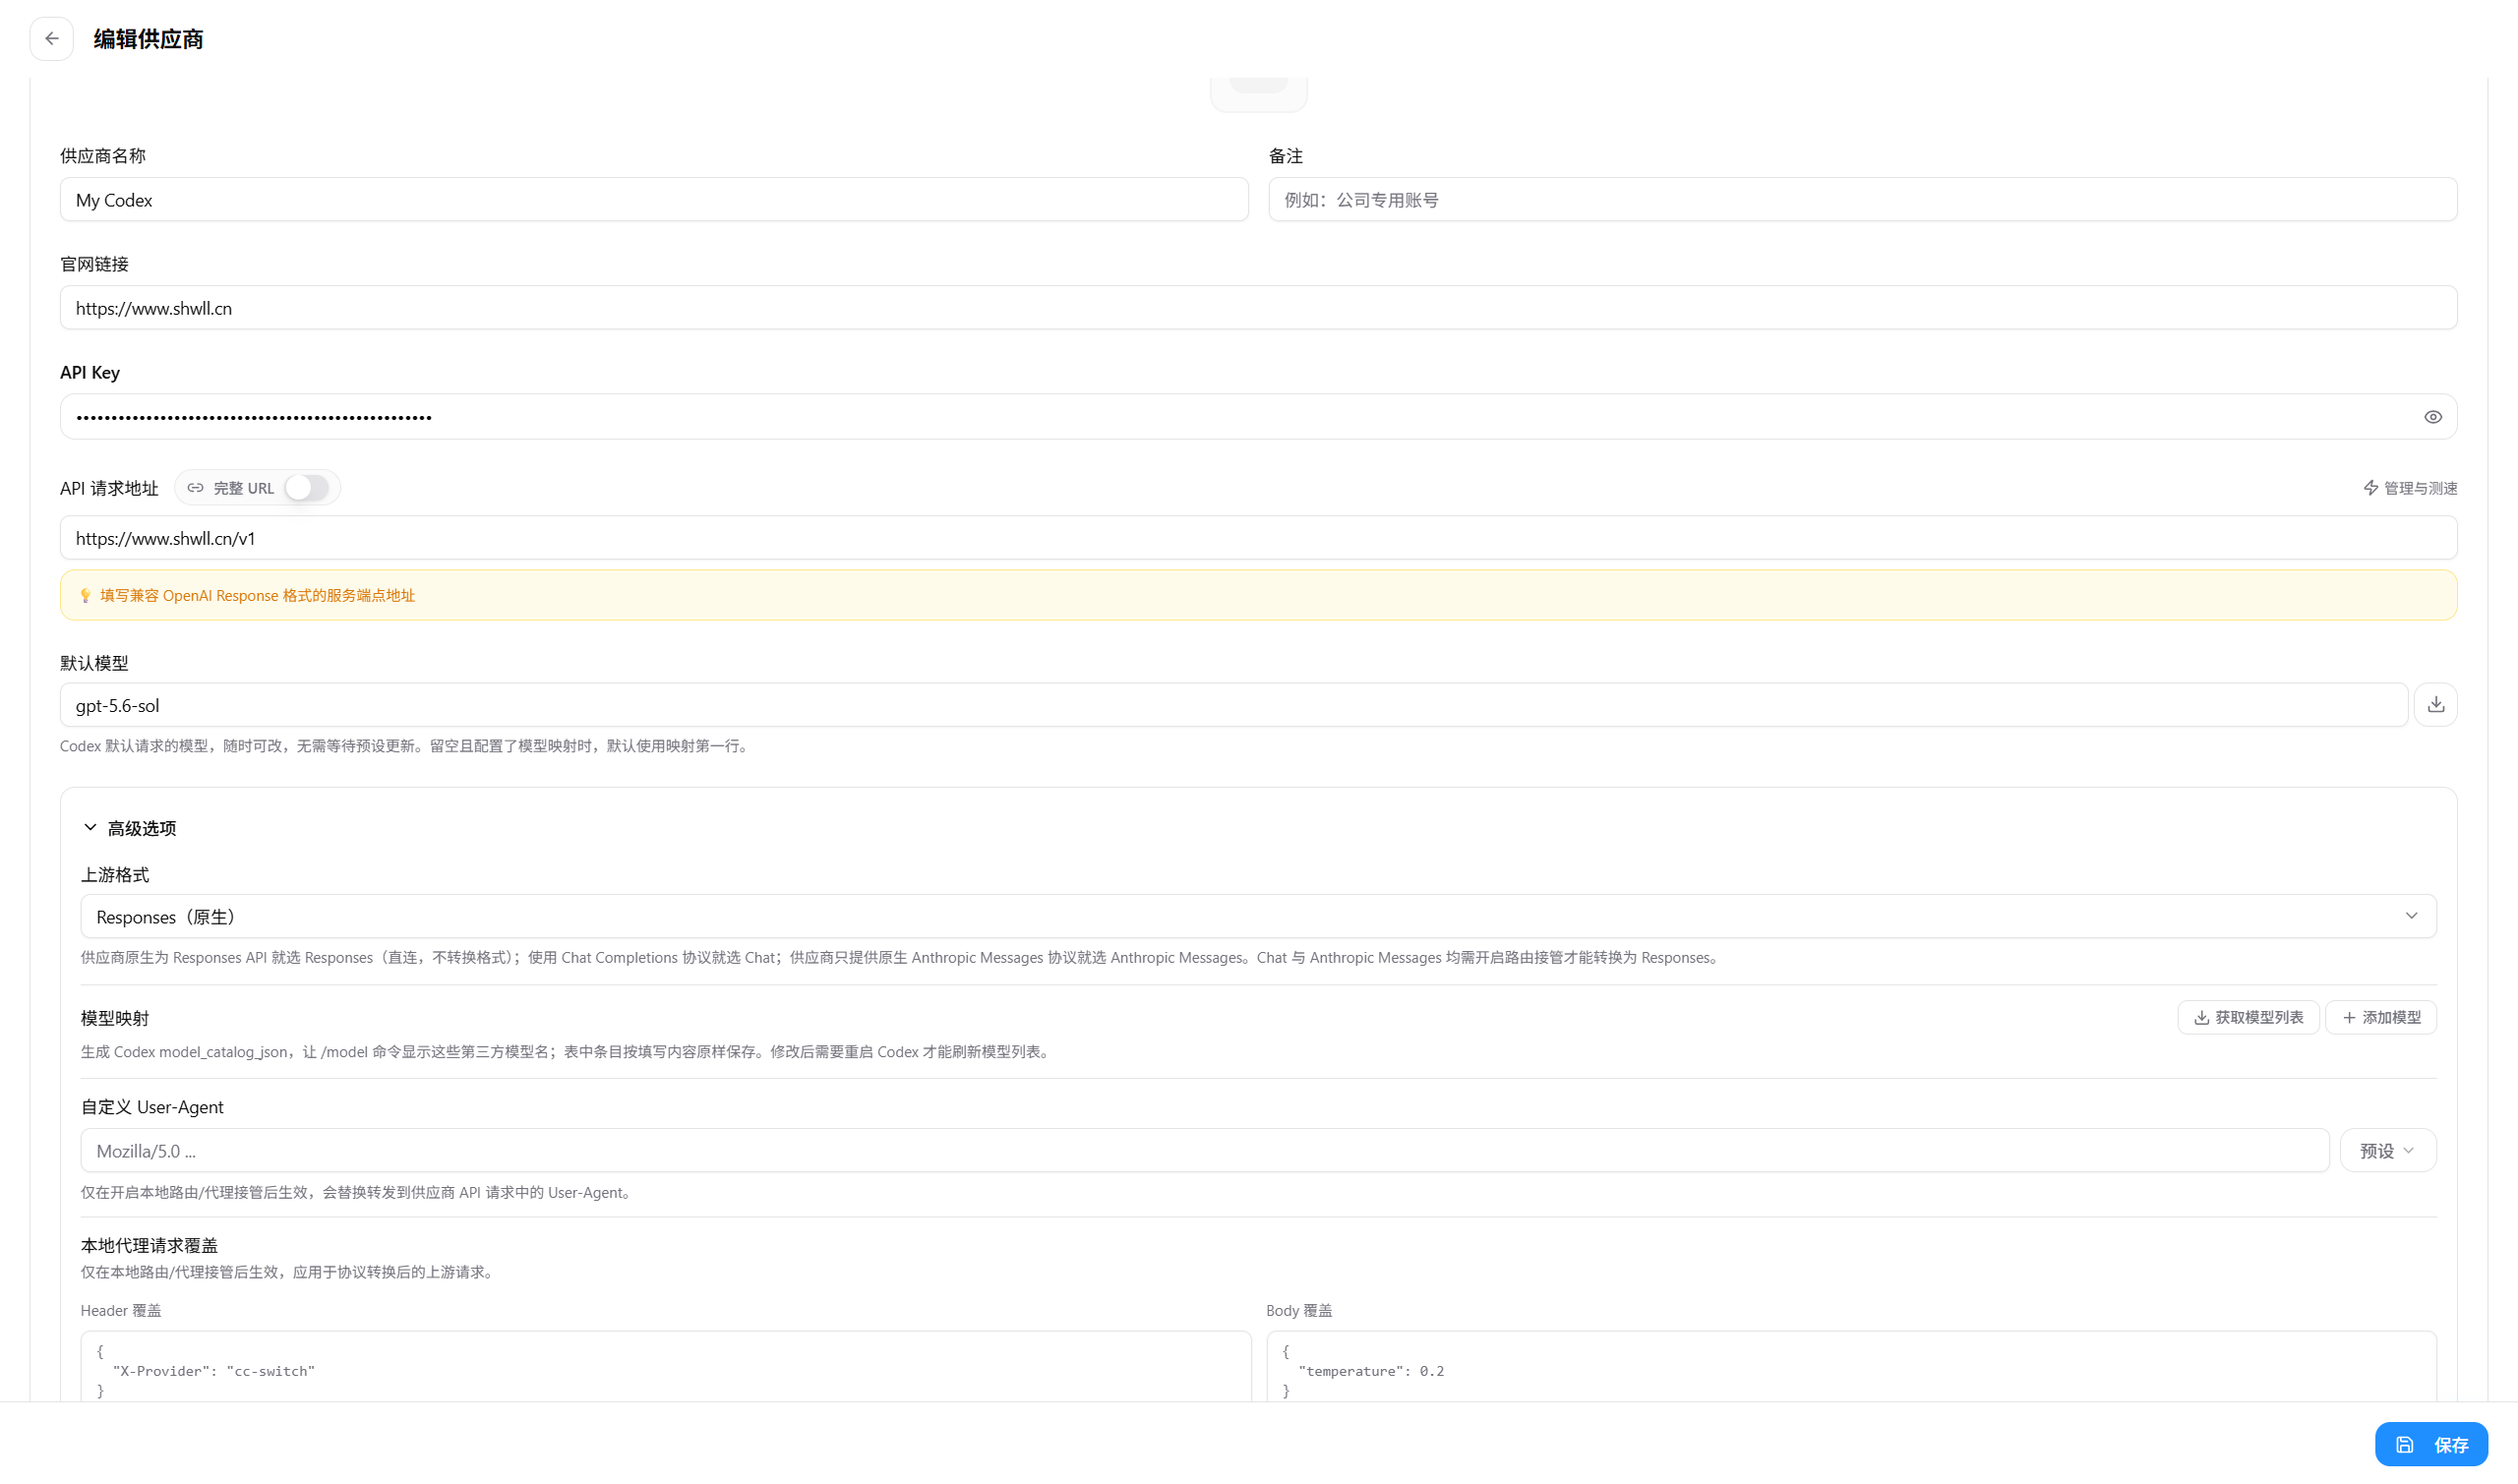 编辑供应商
供应商名称
备注
My Codex
例如：公司专用账号
官网链接
https://www.shwll.cn
API Key
••••••••••••••••••••••••••••••••••••••••••••••••••••
API 请求地址
完整 URL
管理与测速
https://www.shwll.cn/v1
💡 填写兼容 OpenAI Response 格式的服务端点地址
默认模型
gpt-5.6-sol
Codex 默认请求的模型，随时可改，无需等待预设更新。留空且配置了模型映射时，默认使用映射第一行。
高级选项
上游格式
Responses（原生）
供应商原生为 Responses API 就选 Responses（直连，不转换格式）；使用 Chat Completions 协议就选 Chat；供应商只提供原生 Anthropic Messages 协议就选 Anthropic Messages。Chat 与 Anthropic Messages 均需开启路由接管才能转换为 Responses。
模型映射
获取模型列表
添加模型
生成 Codex model_catalog_json，让 /model 命令显示这些第三方模型名；表中条目按填写内容原样保存。修改后需要重启 Codex 才能刷新模型列表。
自定义 User-Agent
Mozilla/5.0 ...
预设
仅在开启本地路由/代理接管后生效，会替换转发到供应商 API 请求中的 User-Agent。
本地代理请求覆盖
仅在本地路由/代理接管后生效，应用于协议转换后的上游请求。
Header 覆盖
Body 覆盖
{
  "X-Provider": "cc-switch"
}
{
  "temperature": 0.2
}
保存